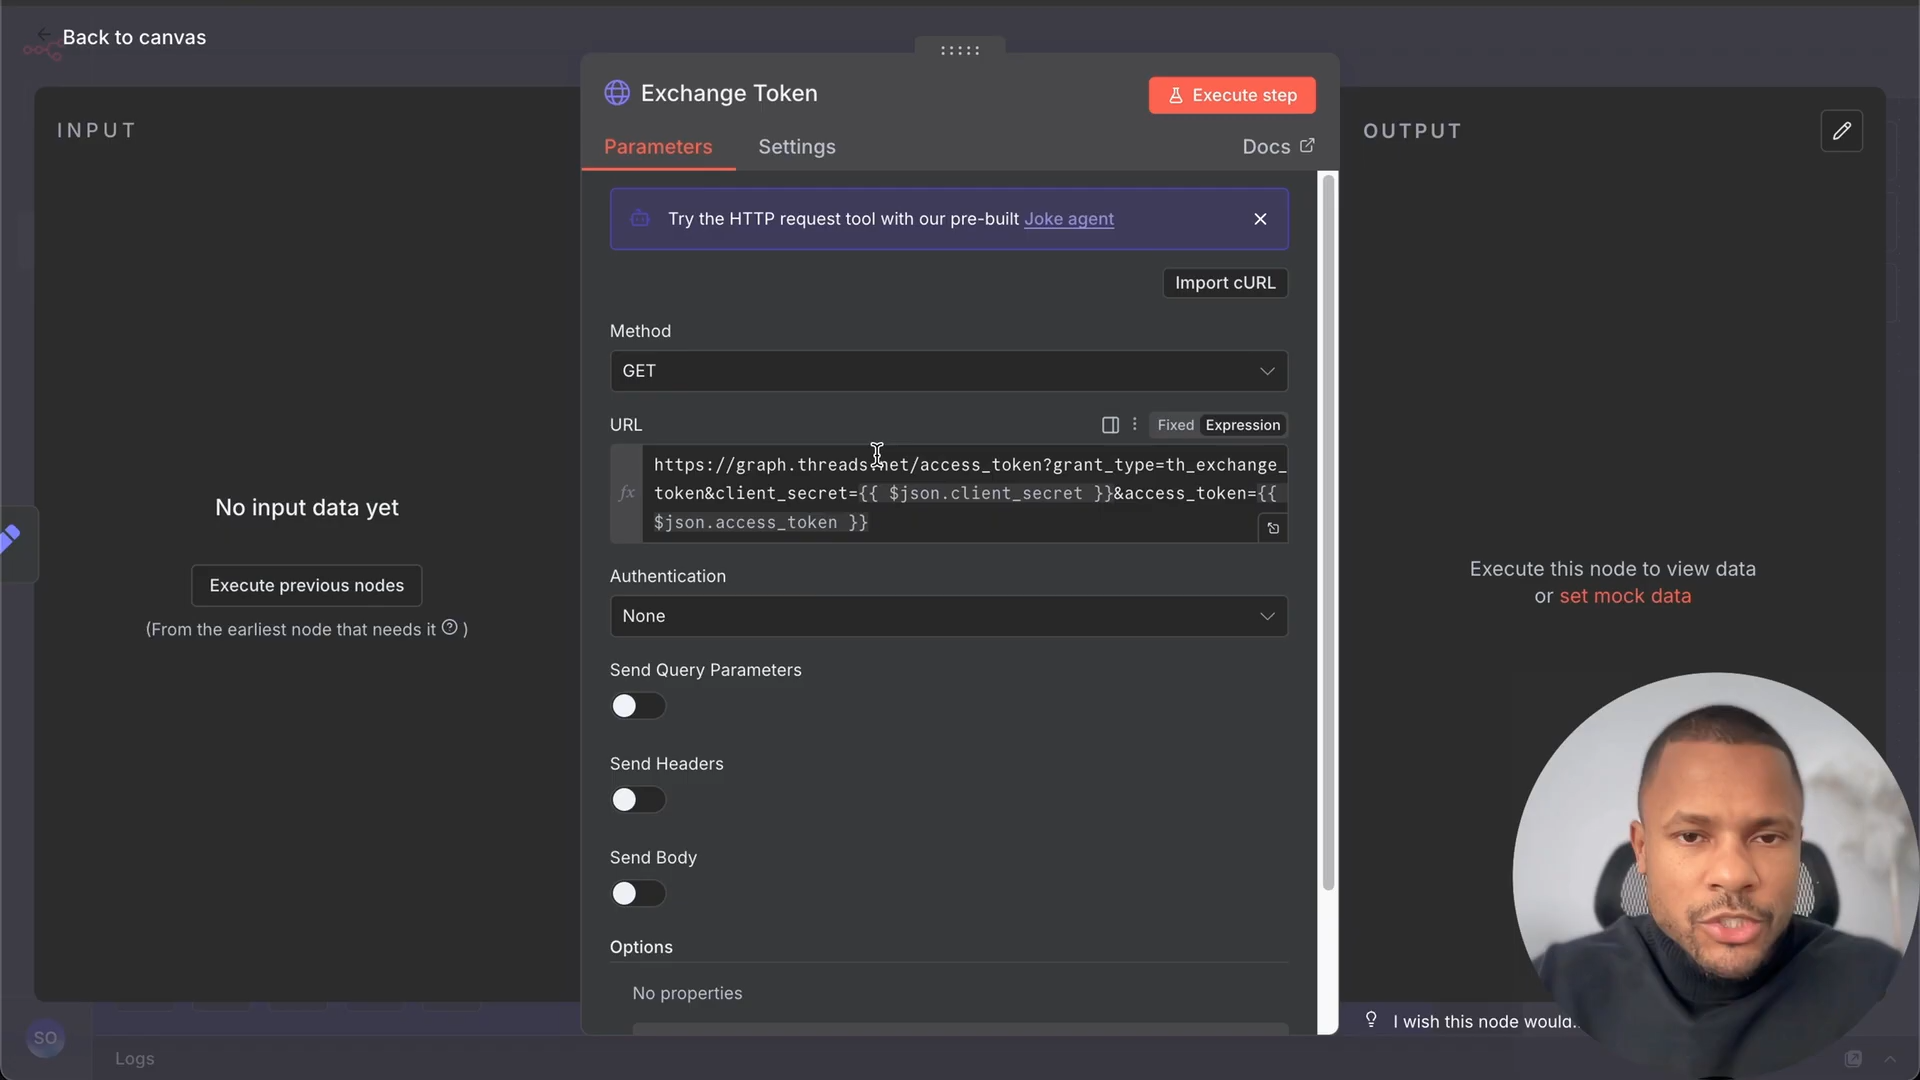 Back to canvas
INPUT
No input data yet
Execute previous nodes
(From the earliest node that needs it ? )
Exchange Token
Execute step
Parameters
Settings
Docs
Try the HTTP request tool with our pre-built Joke agent
Import cURL
Method
GET
URL
Fixed
Expression
fx
https://graph.threads.net/access_token?grant_type=th_exchange_
token&client_secret={{ $json.client_secret }}&access_token={{
$json.access_token }}
Authentication
None
Send Query Parameters
Send Headers
Send Body
Options
No properties
OUTPUT
Execute this node to view data
or set mock data
I wish this node would..
SO
Logs